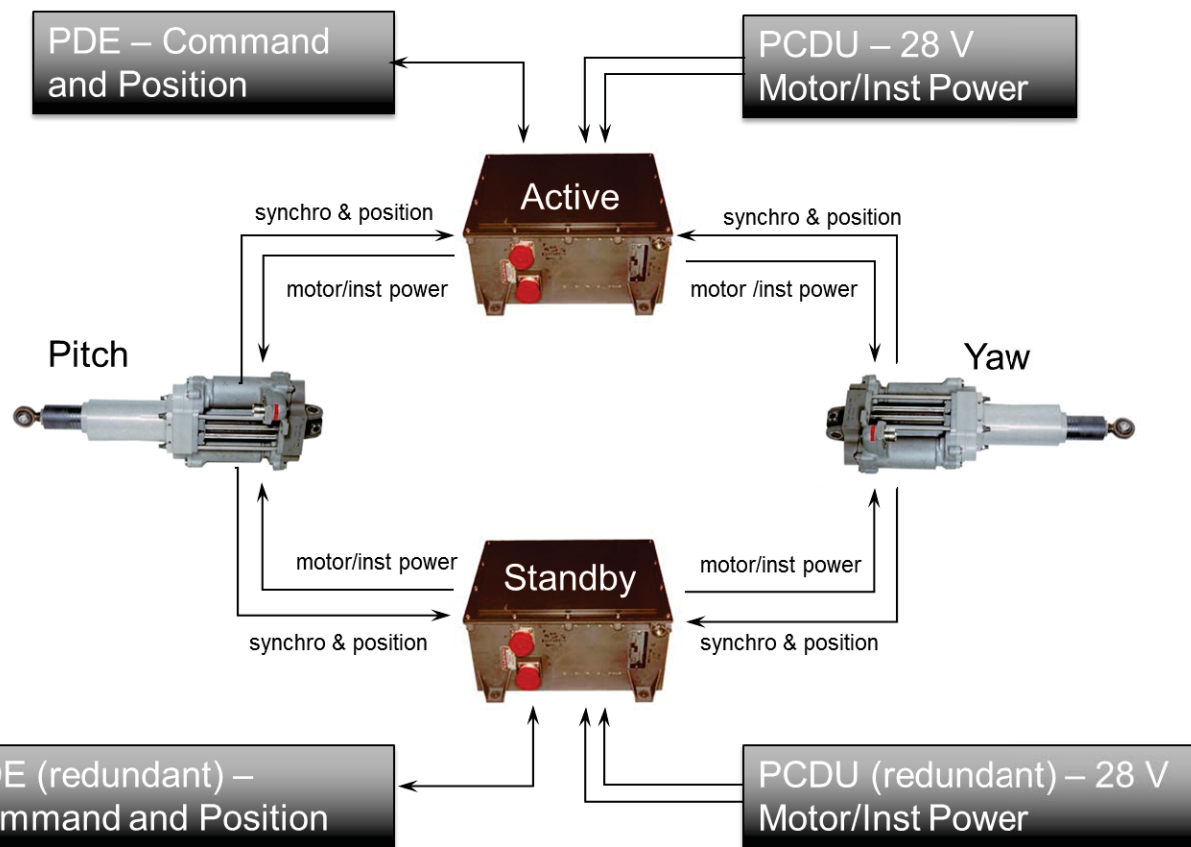 PDE – Command
and Position
PCDU – 28 V
Motor/Inst Power
Active
synchro & position
synchro & position
motor/inst power
motor /inst power
Pitch
Yaw
motor/inst power
Standby
motor/inst power
synchro & position
synchro & position
DE (redundant) –
mmand and Position
PCDU (redundant) – 28 V
Motor/Inst Power